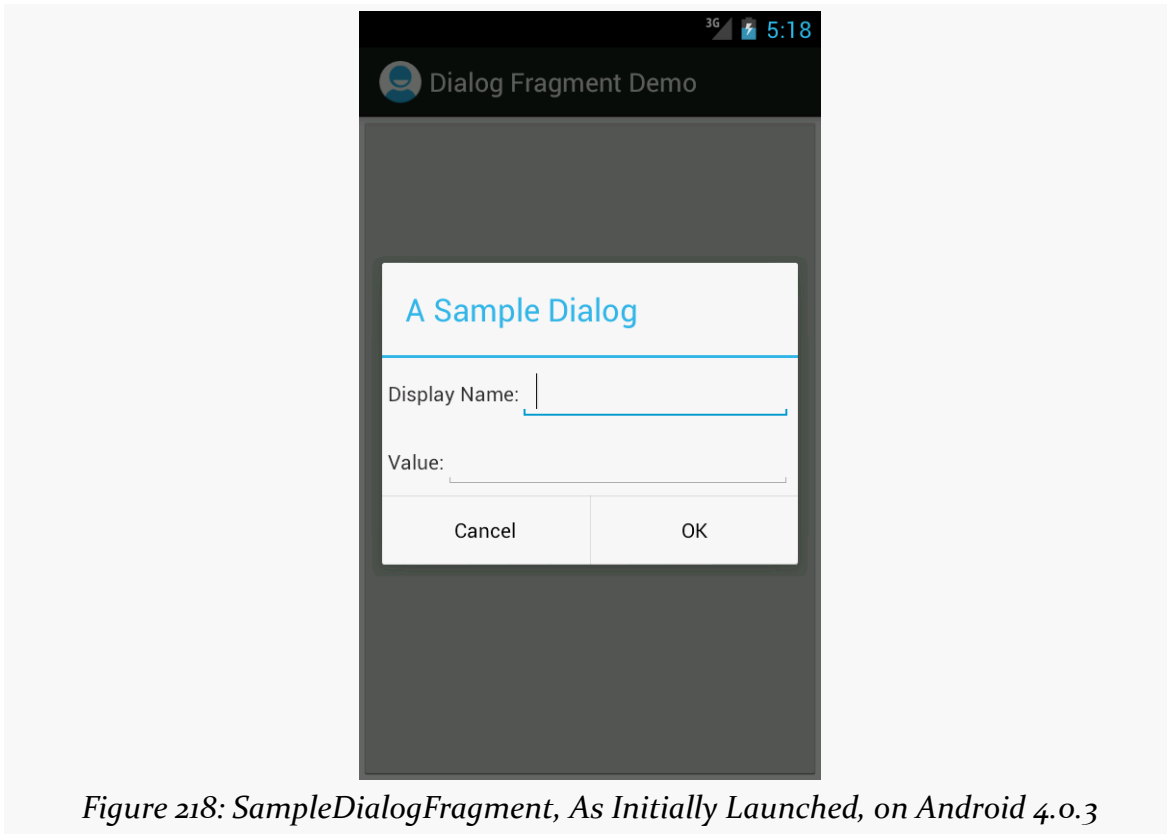 3G 5:18
Dialog Fragment Demo
A Sample Dialog
Display Name:
Value:
Cancel OK
Figure 218: SampleDialogFragment, As Initially Launched, on Android 4.0.3